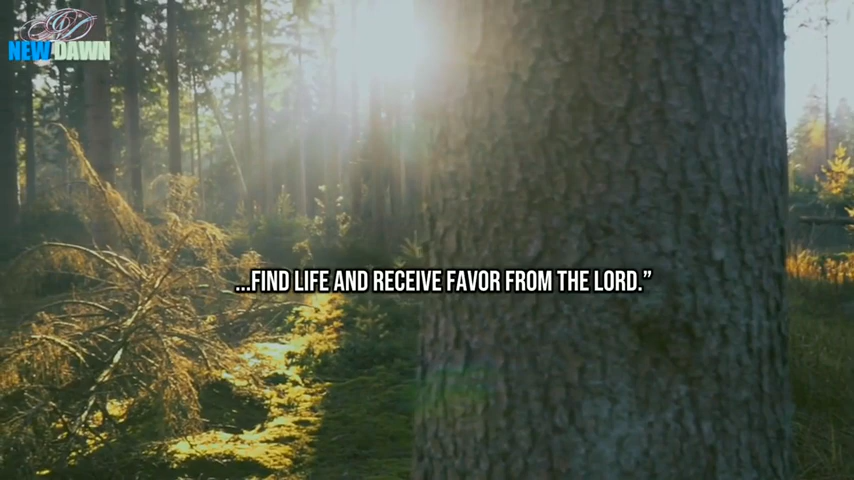 NEW DAWN
...FIND LIFE AND RECEIVE FAVOR FROM THE LORD.”